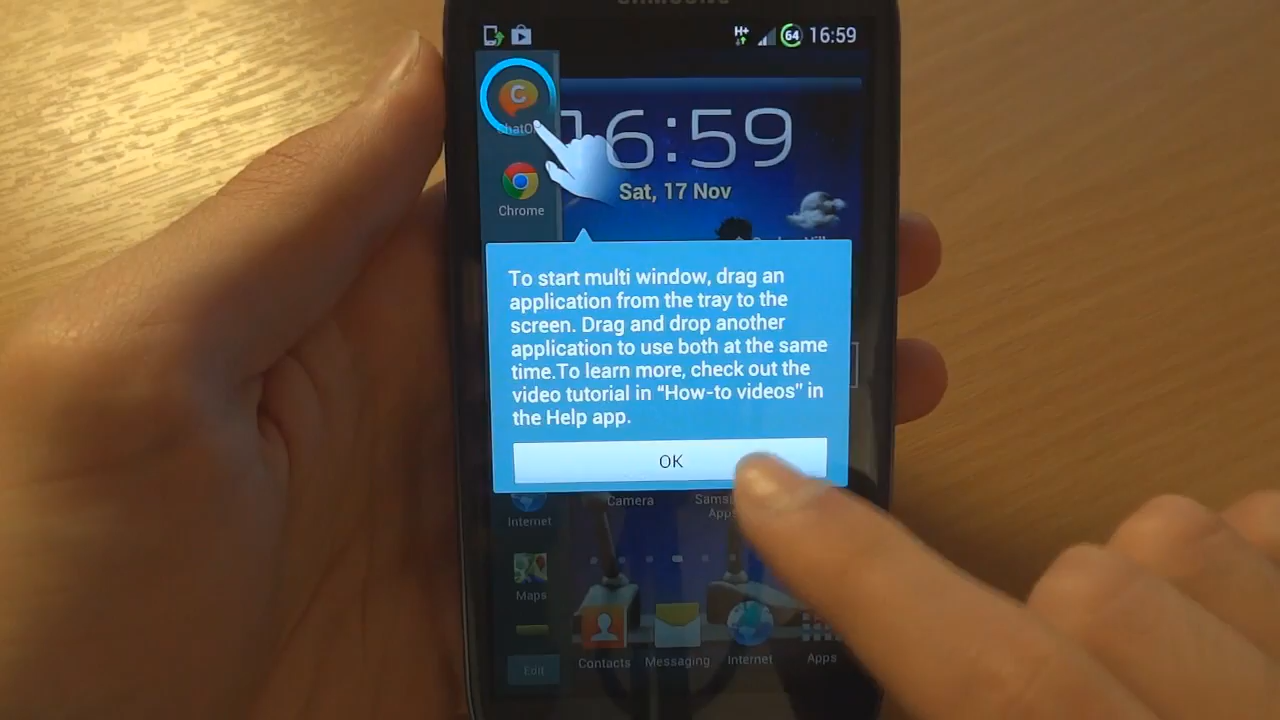 SAMSUNG
H+ 64 16:59
16:59
Sat, 17 Nov
Chrome
To start multi window, drag an
application from the tray to the
screen. Drag and drop another
application to use both at the same
time.To learn more, check out the
video tutorial in “How-to videos” in
the Help app.
OK
Camera
Internet
Maps
Edit
Contacts
Messaging
Internet
Apps